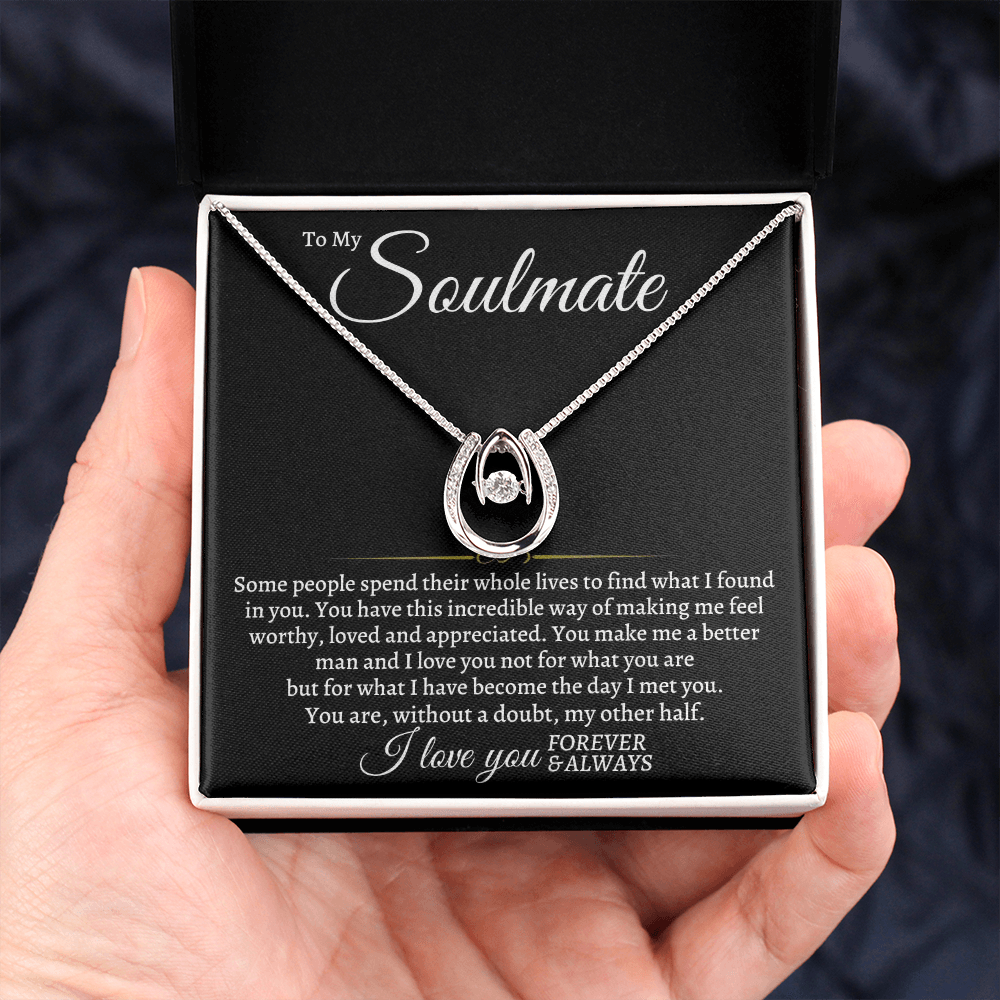 To My Soulmate
Some people spend their whole lives to find what I found
in you. You have this incredible way of making me feel
worthy, loved and appreciated. You make me a better
man and I love you not for what you are
but for what I have become the day I met you.
You are, without a doubt, my other half.
I love you FOREVER
&ALWAYS